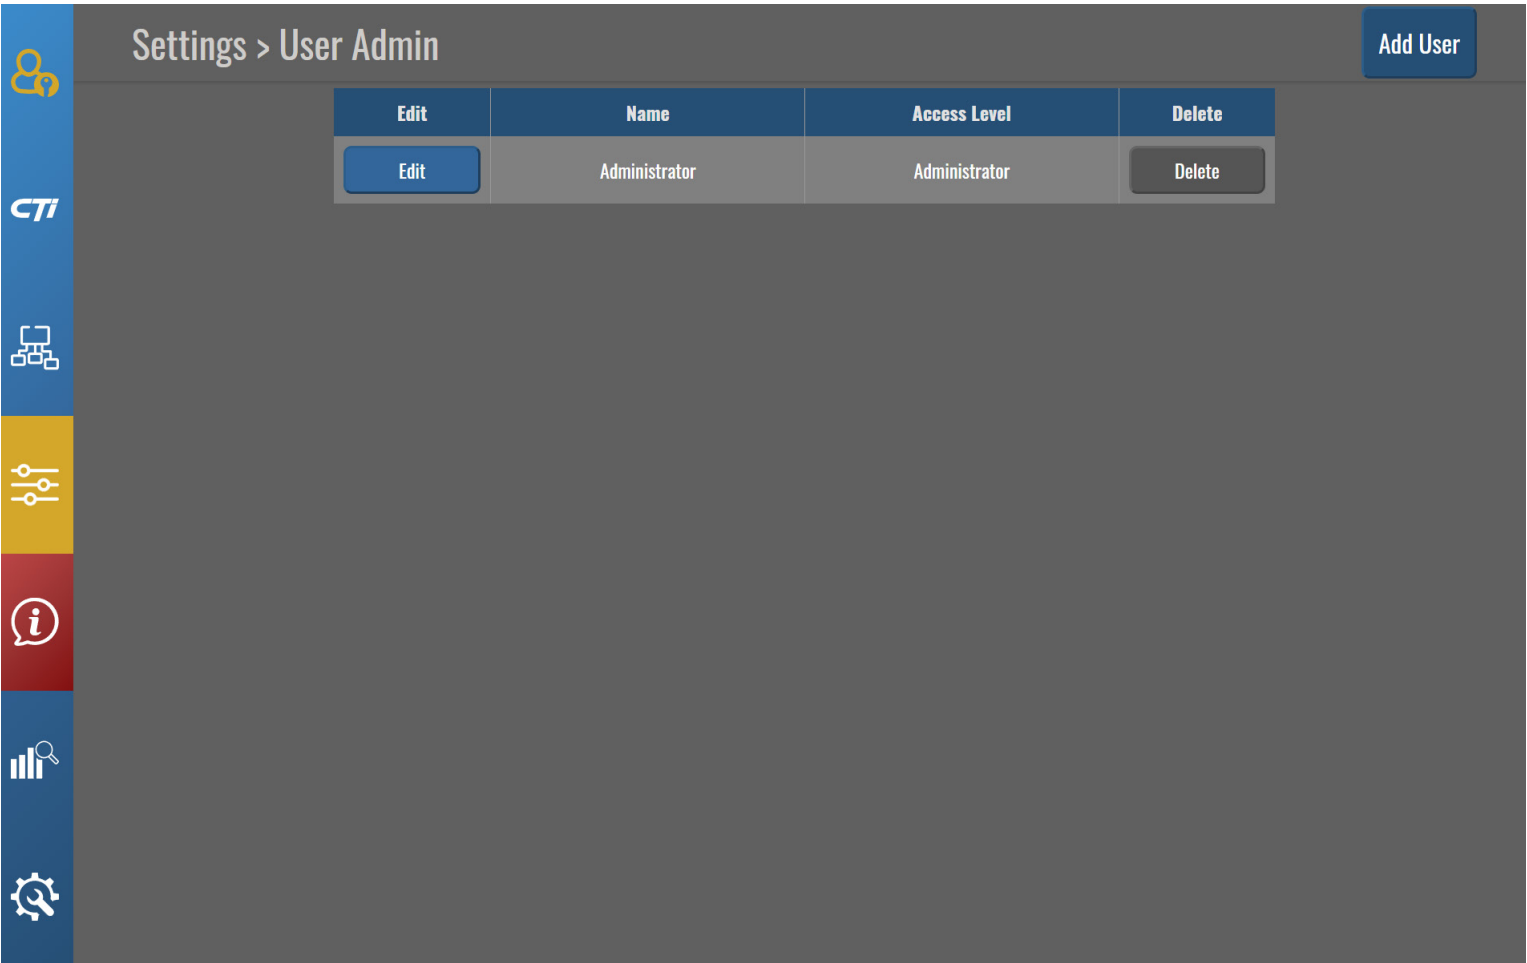 Settings > User Admin
Add User
Edit Name Access Level Delete
Edit Administrator Administrator Delete
CTi
i